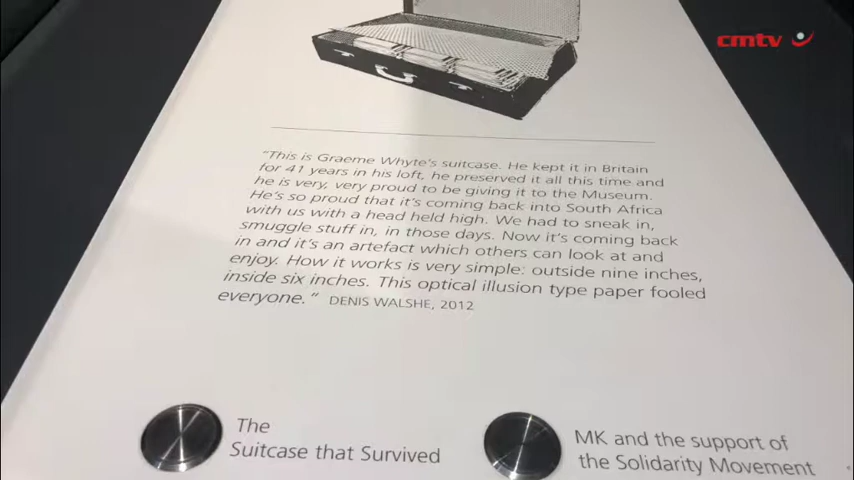 cmtv
"This is Graeme Whyte's suitcase. He kept it in Britain
for 41 years in his loft, he preserved it all this time and
he is very, very proud to be giving it to the Museum.
He's so proud that it's coming back into South Africa
with us with a head held high. We had to sneak in,
smuggle stuff in, in those days. Now it's coming back
in and it's an artefact which others can look at and
enjoy. How it works is very simple: outside nine inches,
inside six inches. This optical illusion type paper fooled
everyone." DENIS WALSHE, 2012
The
Suitcase that Survived
MK and the support of
the Solidarity Movement